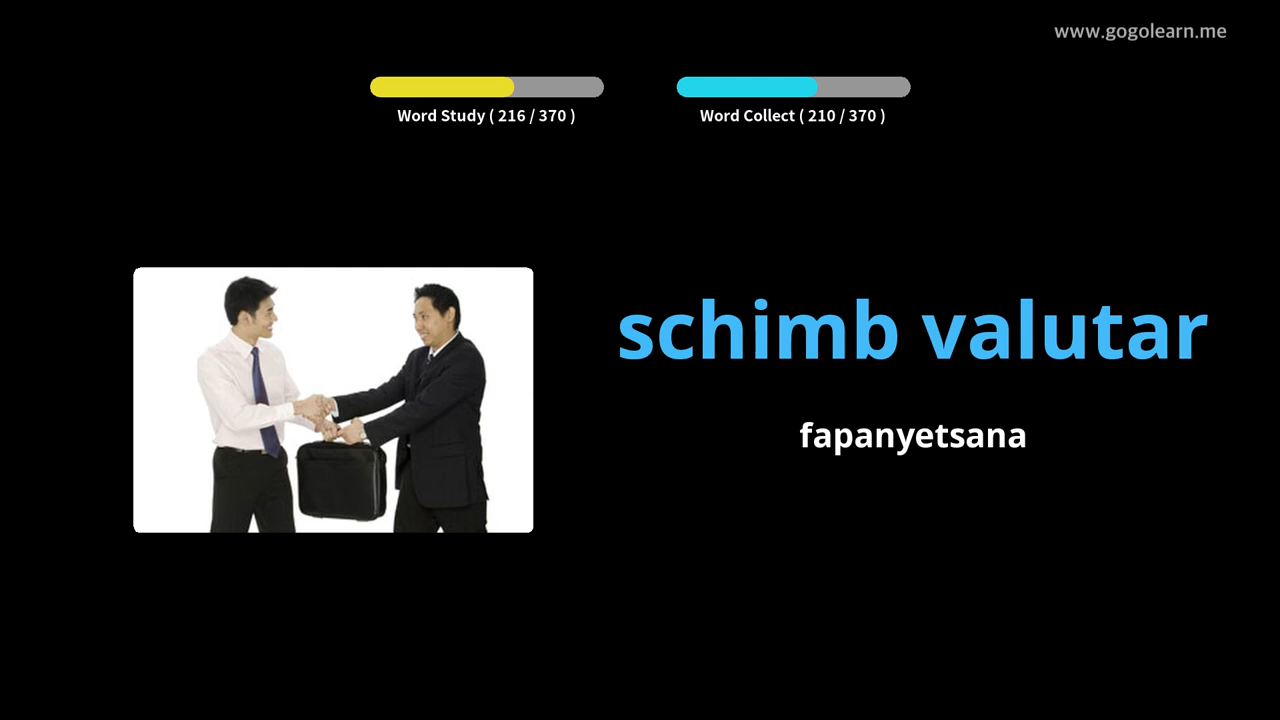 www.gogolearn.me
Word Study ( 216 / 370 )
Word Collect ( 210 / 370 )
schimb valutar
fapanyetsana